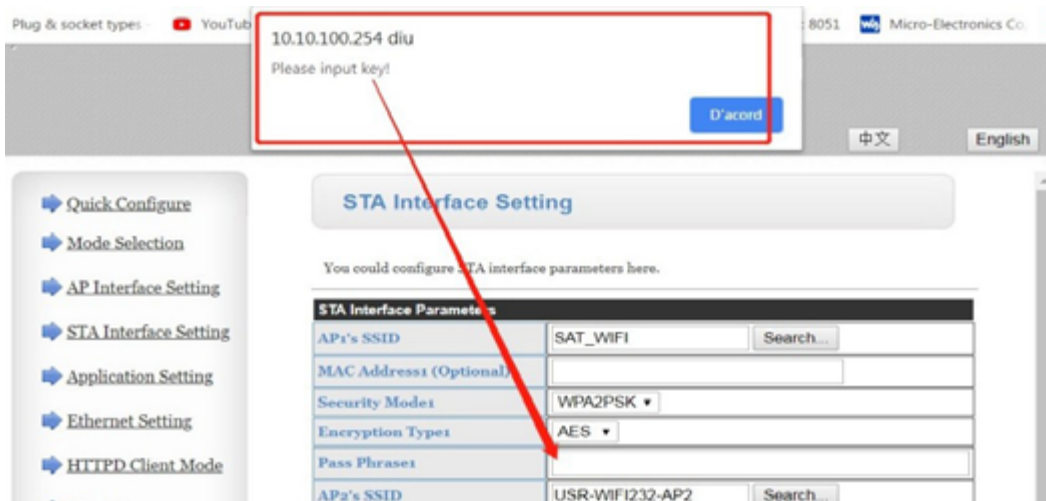 Plug & socket types
YouTub
8051
Micro-Electronics Co.
10.10.100.254 diu
Please input key!
D'acord
中文
English
Quick Configure
Mode Selection
AP Interface Setting
STA Interface Setting
Application Setting
Ethernet Setting
HTTPD Client Mode
STA Interface Setting
You could configure STA interface parameters here.
STA Interface Parameters
AP1's SSID
SAT_WIFI
Search...
MAC Address1 (Optional)
Security Mode1
WPA2PSK
Encryption Type1
AES
Pass Phrase1
AP2's SSID
USR-WIFI232-AP2
Search...